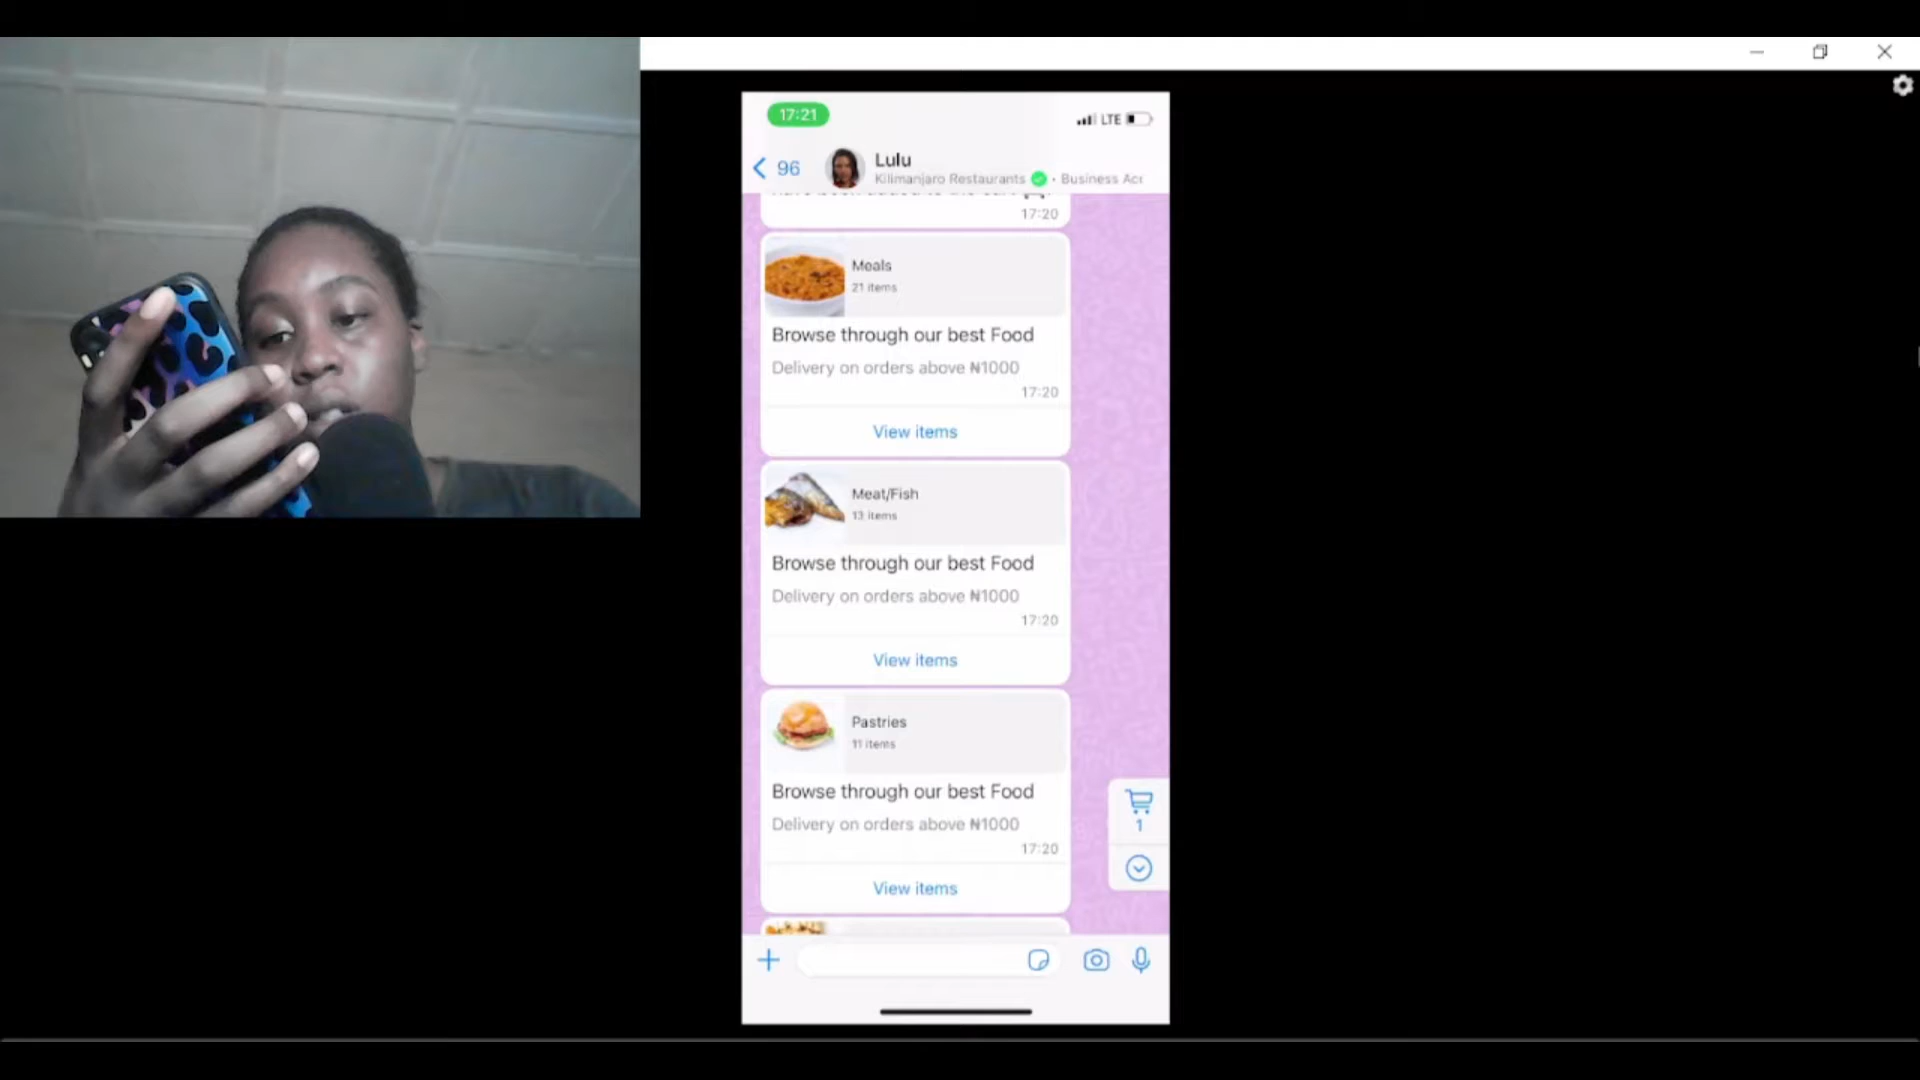 17:21
LTE
96
Lulu
Kilimanjaro Restaurants • Business Acc
17:20
Meals
21 items
Browse through our best Food
Delivery on orders above ₦1000
17:20
View items
Meat/Fish
13 items
Browse through our best Food
Delivery on orders above ₦1000
17:20
View items
Pastries
11 items
Browse through our best Food
Delivery on orders above ₦1000
17:20
View items
1